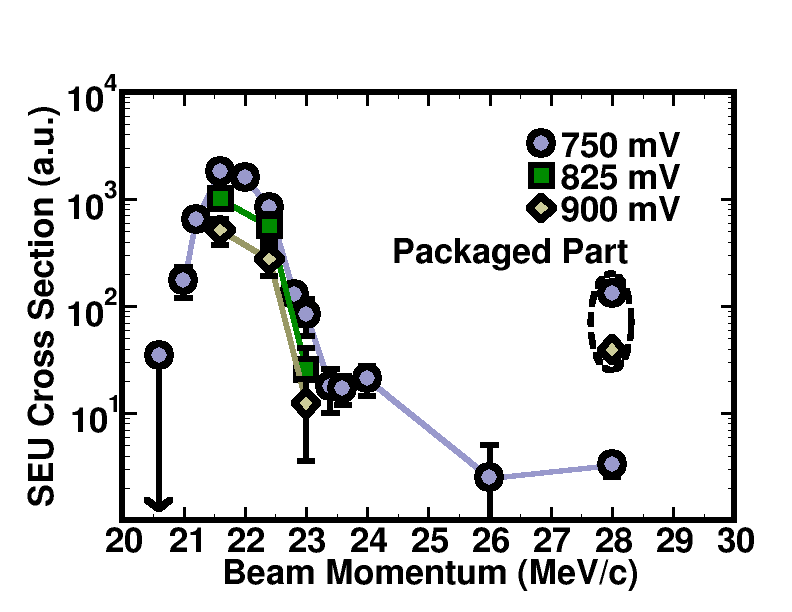 10^4
10^3
10^2
10^1
SEU Cross Section (a.u.)
750 mV
825 mV
900 mV
Packaged Part
20 21 22 23 24 25 26 27 28 29 30
Beam Momentum (MeV/c)